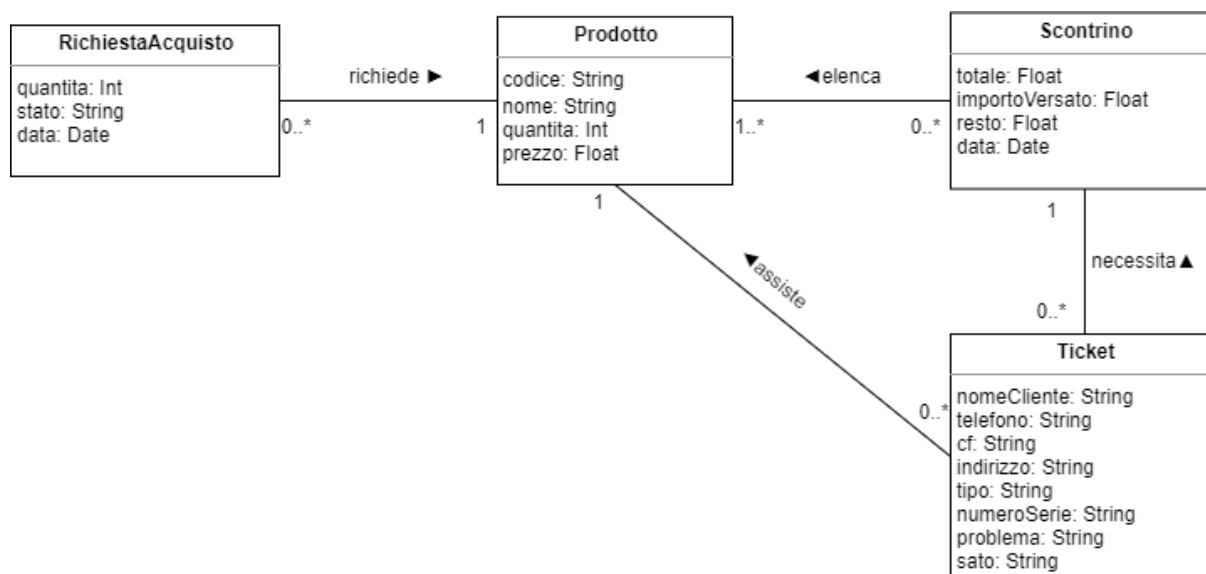 RichiestaAcquisto
quantita: Int
stato: String
data: Date
richiede ►
0..*
1
Prodotto
codice: String
nome: String
quantita: Int
prezzo: Float
◄elenca
1..*
0..*
Scontrino
totale: Float
importoVersato: Float
resto: Float
data: Date
1
◄assiste
0..*
1
necessita▲
0..*
Ticket
nomeCliente: String
telefono: String
cf: String
indirizzo: String
tipo: String
numeroSerie: String
problema: String
sato: String